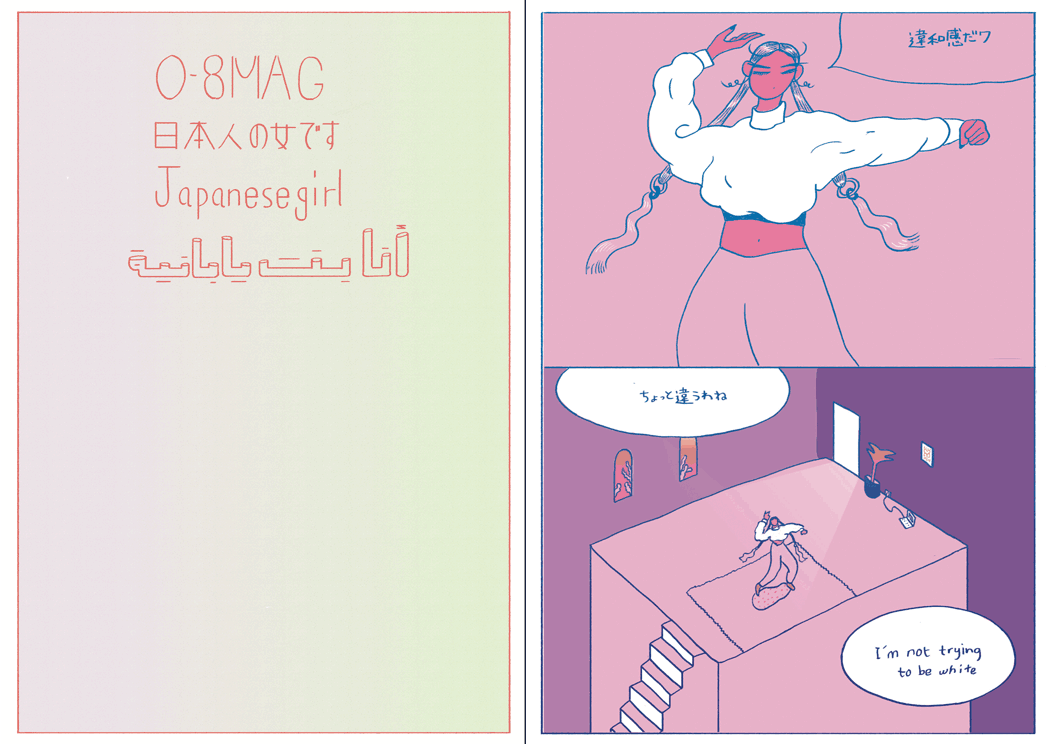 O-8MAG
日本人の女です
Japanesegirl
أنا بنت يابانية
違和感だワ
ちょっと違うわね
I'm not trying
to be white